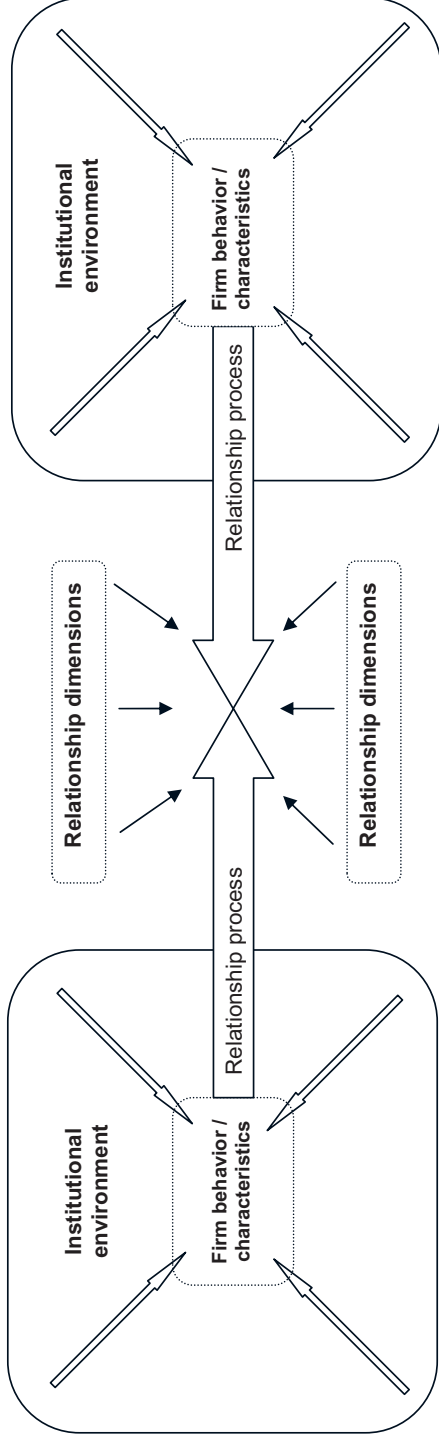 Institutional
environment
Firm behavior /
characteristics
Relationship process
Relationship dimensions
Relationship dimensions
Relationship process
Institutional
environment
Firm behavior /
characteristics